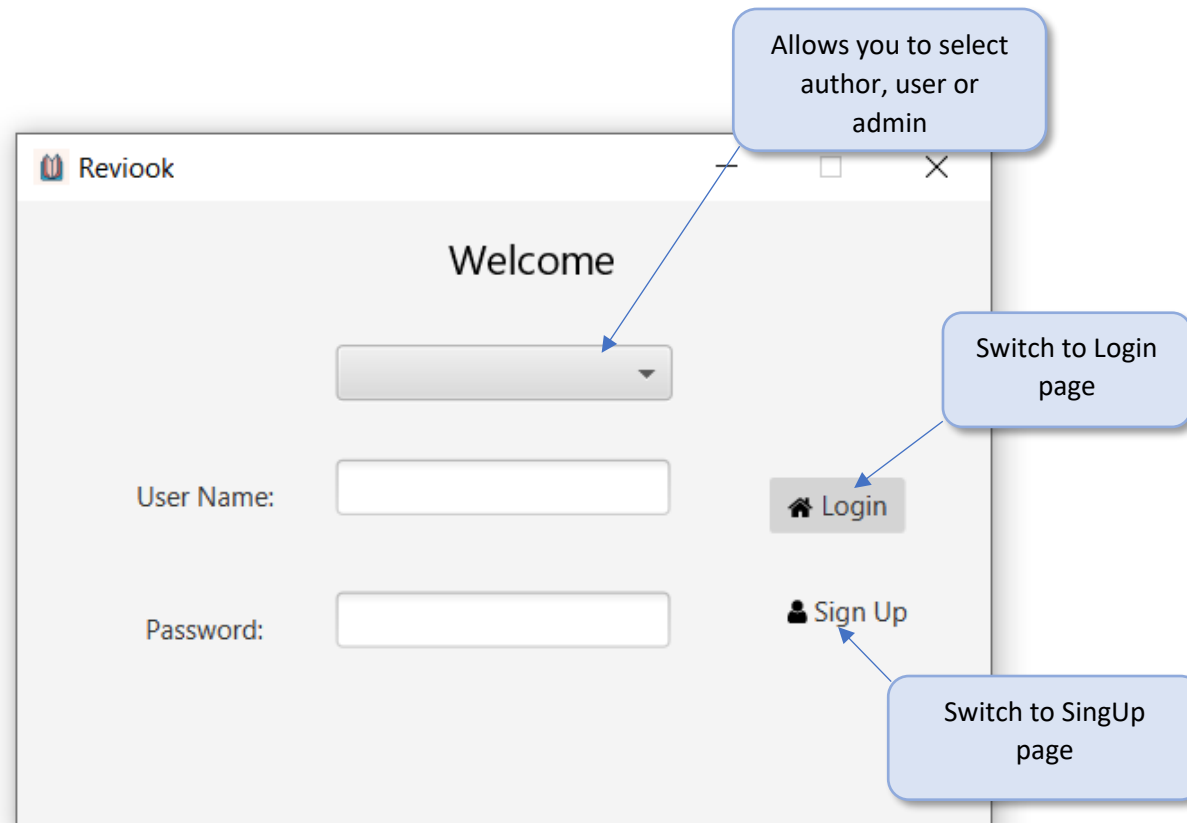 Allows you to select
author, user or
admin
Reviook
Welcome
Switch to Login
page
User Name:
Login
Password:
Sign Up
Switch to SingUp
page